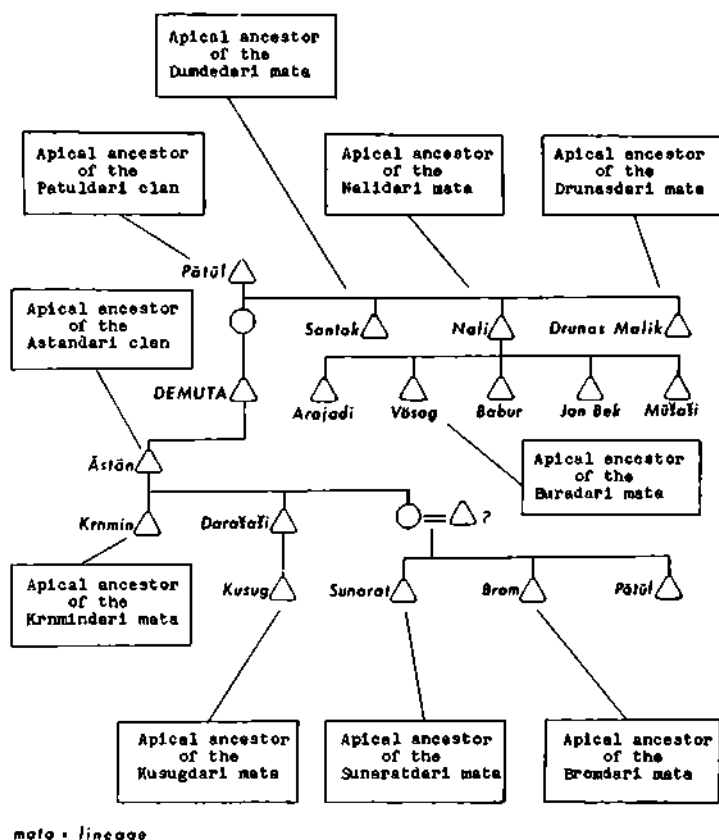 Apical ancestor
of the
Dumdedari mata
Apical ancestor
of the
Patuldari clan
Apical ancestor
of the
Nalidari mata
Apical ancestor
of the
Drunasdari mata
Pātūl
Apical ancestor
of the
Astandari clan
Santok
Nali
Drunas Malik
DEMUTA
Arajadi
Vösog
Babur
Jan Bek
Mūšaši
Āstān
Apical ancestor
of the
Buradari mata
Krnmin
Darašaši
?
Apical ancestor
of the
Krnmindari mata
Kusug
Sunarat
Brom
Pātūl
Apical ancestor
of the
Kusugdari mata
Apical ancestor
of the
Sunaratdari mata
Apical ancestor
of the
Bromdari mata
mata = lineage